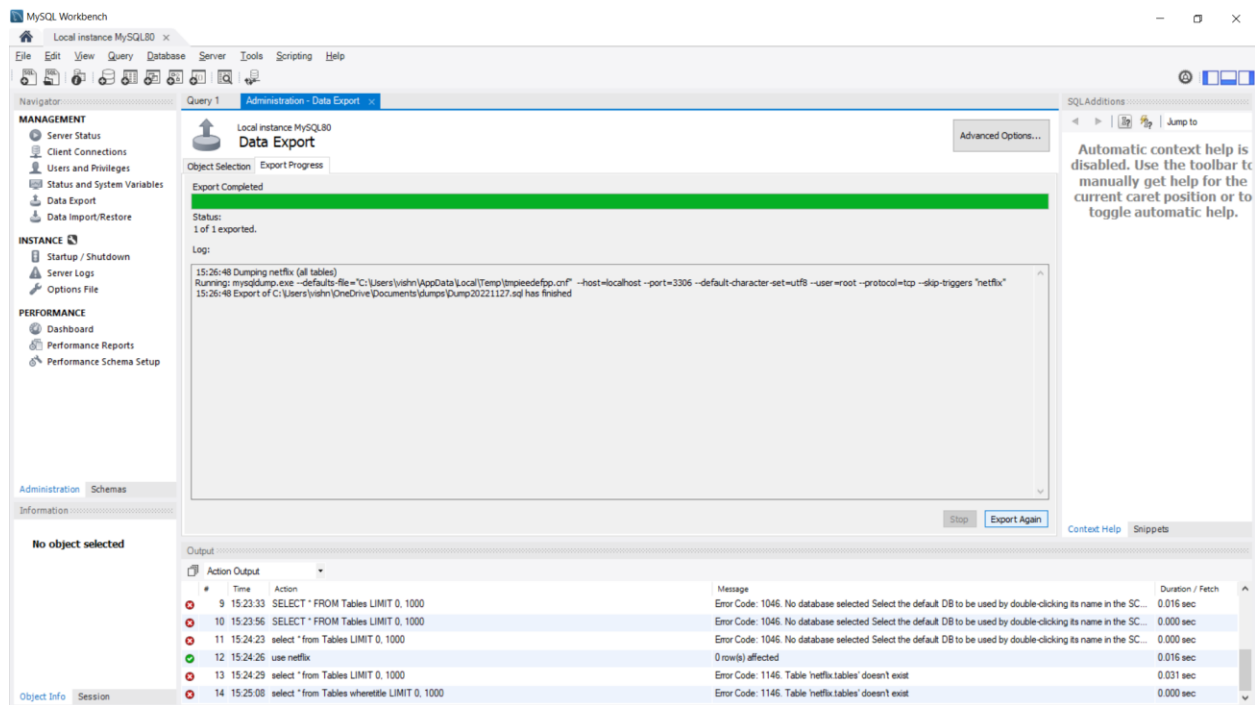 MySQL Workbench
Local instance MySQL80
File Edit View Query Database Server Tools Scripting Help
Navigator
MANAGEMENT
Server Status
Client Connections
Users and Privileges
Status and System Variables
Data Export
Data Import/Restore
INSTANCE
Startup / Shutdown
Server Logs
Options File
PERFORMANCE
Dashboard
Performance Reports
Performance Schema Setup
Administration Schemas
Information
No object selected
Object Info Session
Query 1 Administration - Data Export
Local instance MySQL80
Data Export
Advanced Options...
Object Selection Export Progress
Export Completed
Status:
1 of 1 exported.
Log:
15:26:48 Dumping netflix (all tables)
Running: mysqldump.exe --defaults-file="C:\Users\vishn\AppData\Local\Temp\tmpieedefpp.cnf" --host=localhost --port=3306 --default-character-set=utf8 --user=root --protocol=tcp --skip-triggers "netflix"
15:26:48 Export of C:\Users\vishn\OneDrive\Documents\dumps\Dump20221127.sql has finished
Stop Export Again
SQLAdditions
Jump to
Automatic context help is
disabled. Use the toolbar to
manually get help for the
current caret position or to
toggle automatic help.
Context Help Snippets
Output
Action Output
# Time Action Message Duration / Fetch
9 15:23:33 SELECT * FROM Tables LIMIT 0, 1000 Error Code: 1046. No database selected Select the default DB to be used by double-clicking its name in the SC... 0.016 sec
10 15:23:56 SELECT * FROM Tables LIMIT 0, 1000 Error Code: 1046. No database selected Select the default DB to be used by double-clicking its name in the SC... 0.000 sec
11 15:24:23 select * from Tables LIMIT 0, 1000 Error Code: 1046. No database selected Select the default DB to be used by double-clicking its name in the SC... 0.000 sec
12 15:24:26 use netflix 0 row(s) affected 0.016 sec
13 15:24:29 select * from Tables LIMIT 0, 1000 Error Code: 1146. Table 'netflix.tables' doesn't exist 0.031 sec
14 15:25:08 select * from Tables wheretitle LIMIT 0, 1000 Error Code: 1146. Table 'netflix.tables' doesn't exist 0.000 sec